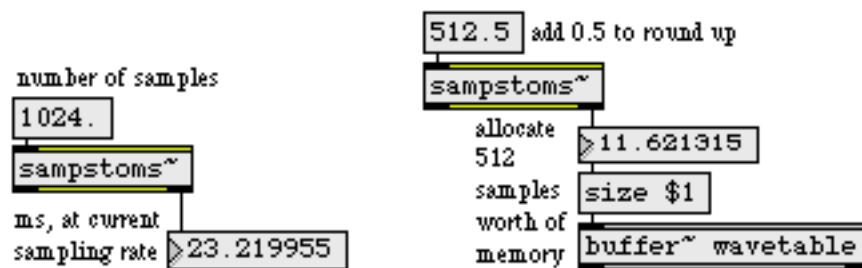 number of samples
1024.
sampstoms~
ms, at current
sampling rate
23.219955
512.5
add 0.5 to round up
sampstoms~
allocate
512
samples
worth of
memory
11.621315
size $1
buffer~ wavetable